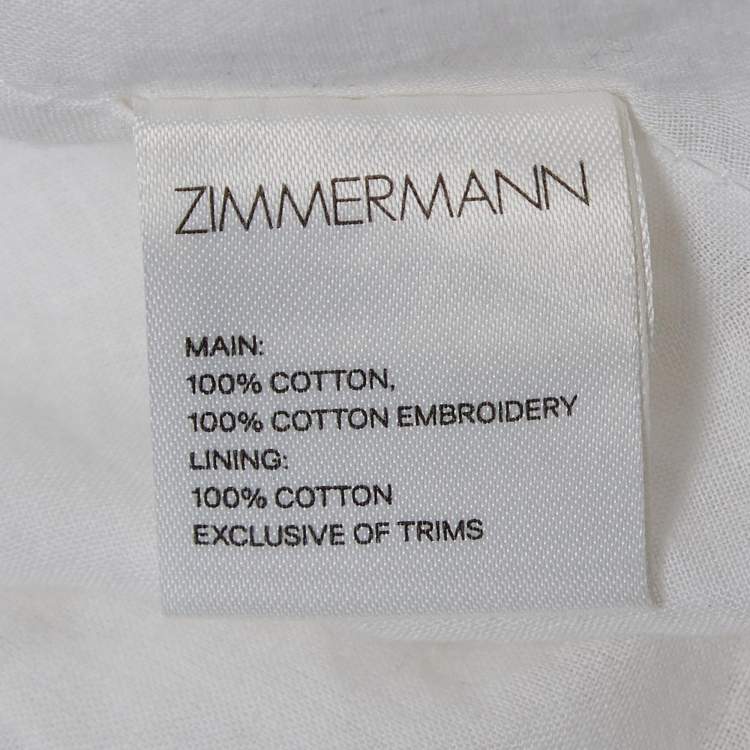 ZIMMERMANN
MAIN:
100% COTTON,
100% COTTON EMBROIDERY
LINING:
100% COTTON
EXCLUSIVE OF TRIMS